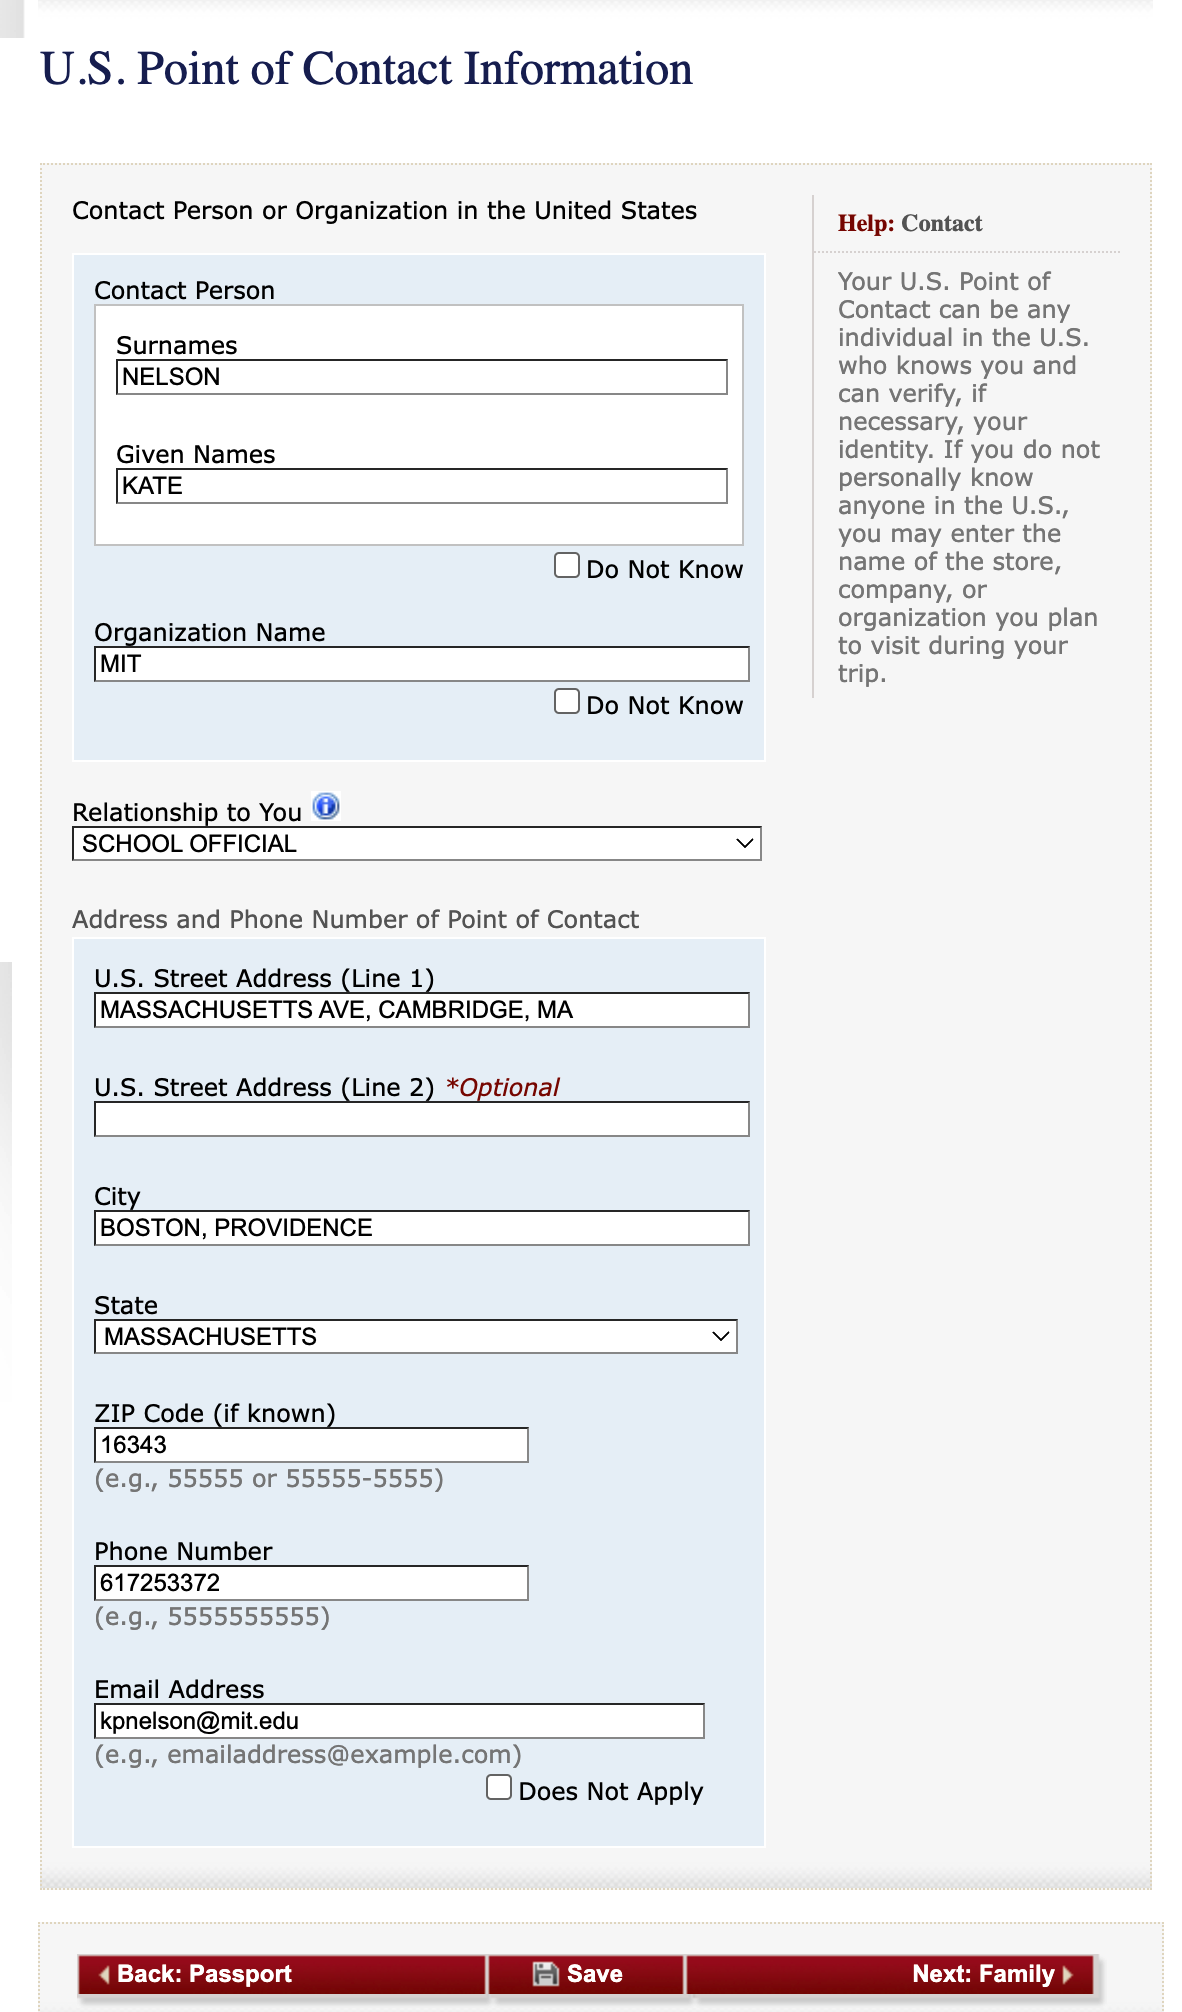 U.S. Point of Contact Information
Contact Person or Organization in the United States
Contact Person
Surnames
NELSON
Given Names
KATE
Do Not Know
Organization Name
MIT
Do Not Know
Relationship to You
SCHOOL OFFICIAL
Address and Phone Number of Point of Contact
U.S. Street Address (Line 1)
MASSACHUSETTS AVE, CAMBRIDGE, MA
U.S. Street Address (Line 2) *Optional
City
BOSTON, PROVIDENCE
State
MASSACHUSETTS
ZIP Code (if known)
16343
(e.g., 55555 or 55555-5555)
Phone Number
617253372
(e.g., 5555555555)
Email Address
kpnelson@mit.edu
(e.g., emailaddress@example.com)
Does Not Apply
Help: Contact
Your U.S. Point of
Contact can be any
individual in the U.S.
who knows you and
can verify, if
necessary, your
identity. If you do not
personally know
anyone in the U.S.,
you may enter the
name of the store,
company, or
organization you plan
to visit during your
trip.
Back: Passport
Save
Next: Family